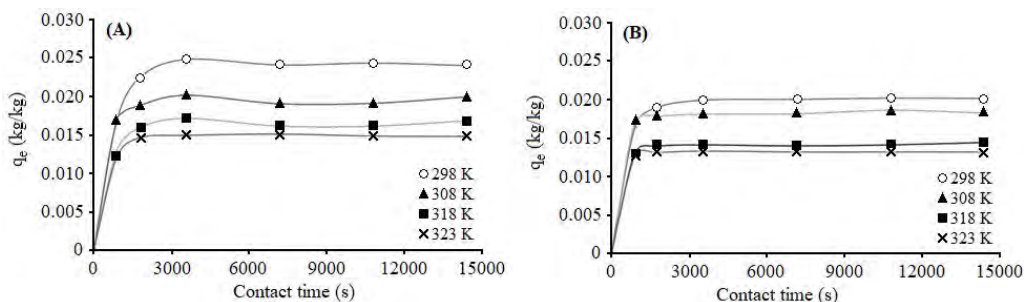 (A)
0.030
0.025
0.020
0.015
0.010
0.005
0
qe (kg/kg)
298 K
308 K
318 K
323 K
0 3000 6000 9000 12000 15000
Contact time (s)
(B)
0.030
0.025
0.020
0.015
0.010
0.005
0
qe (kg/kg)
298 K
308 K
318 K
323 K
0 3000 6000 9000 12000 15000
Contact time (s)